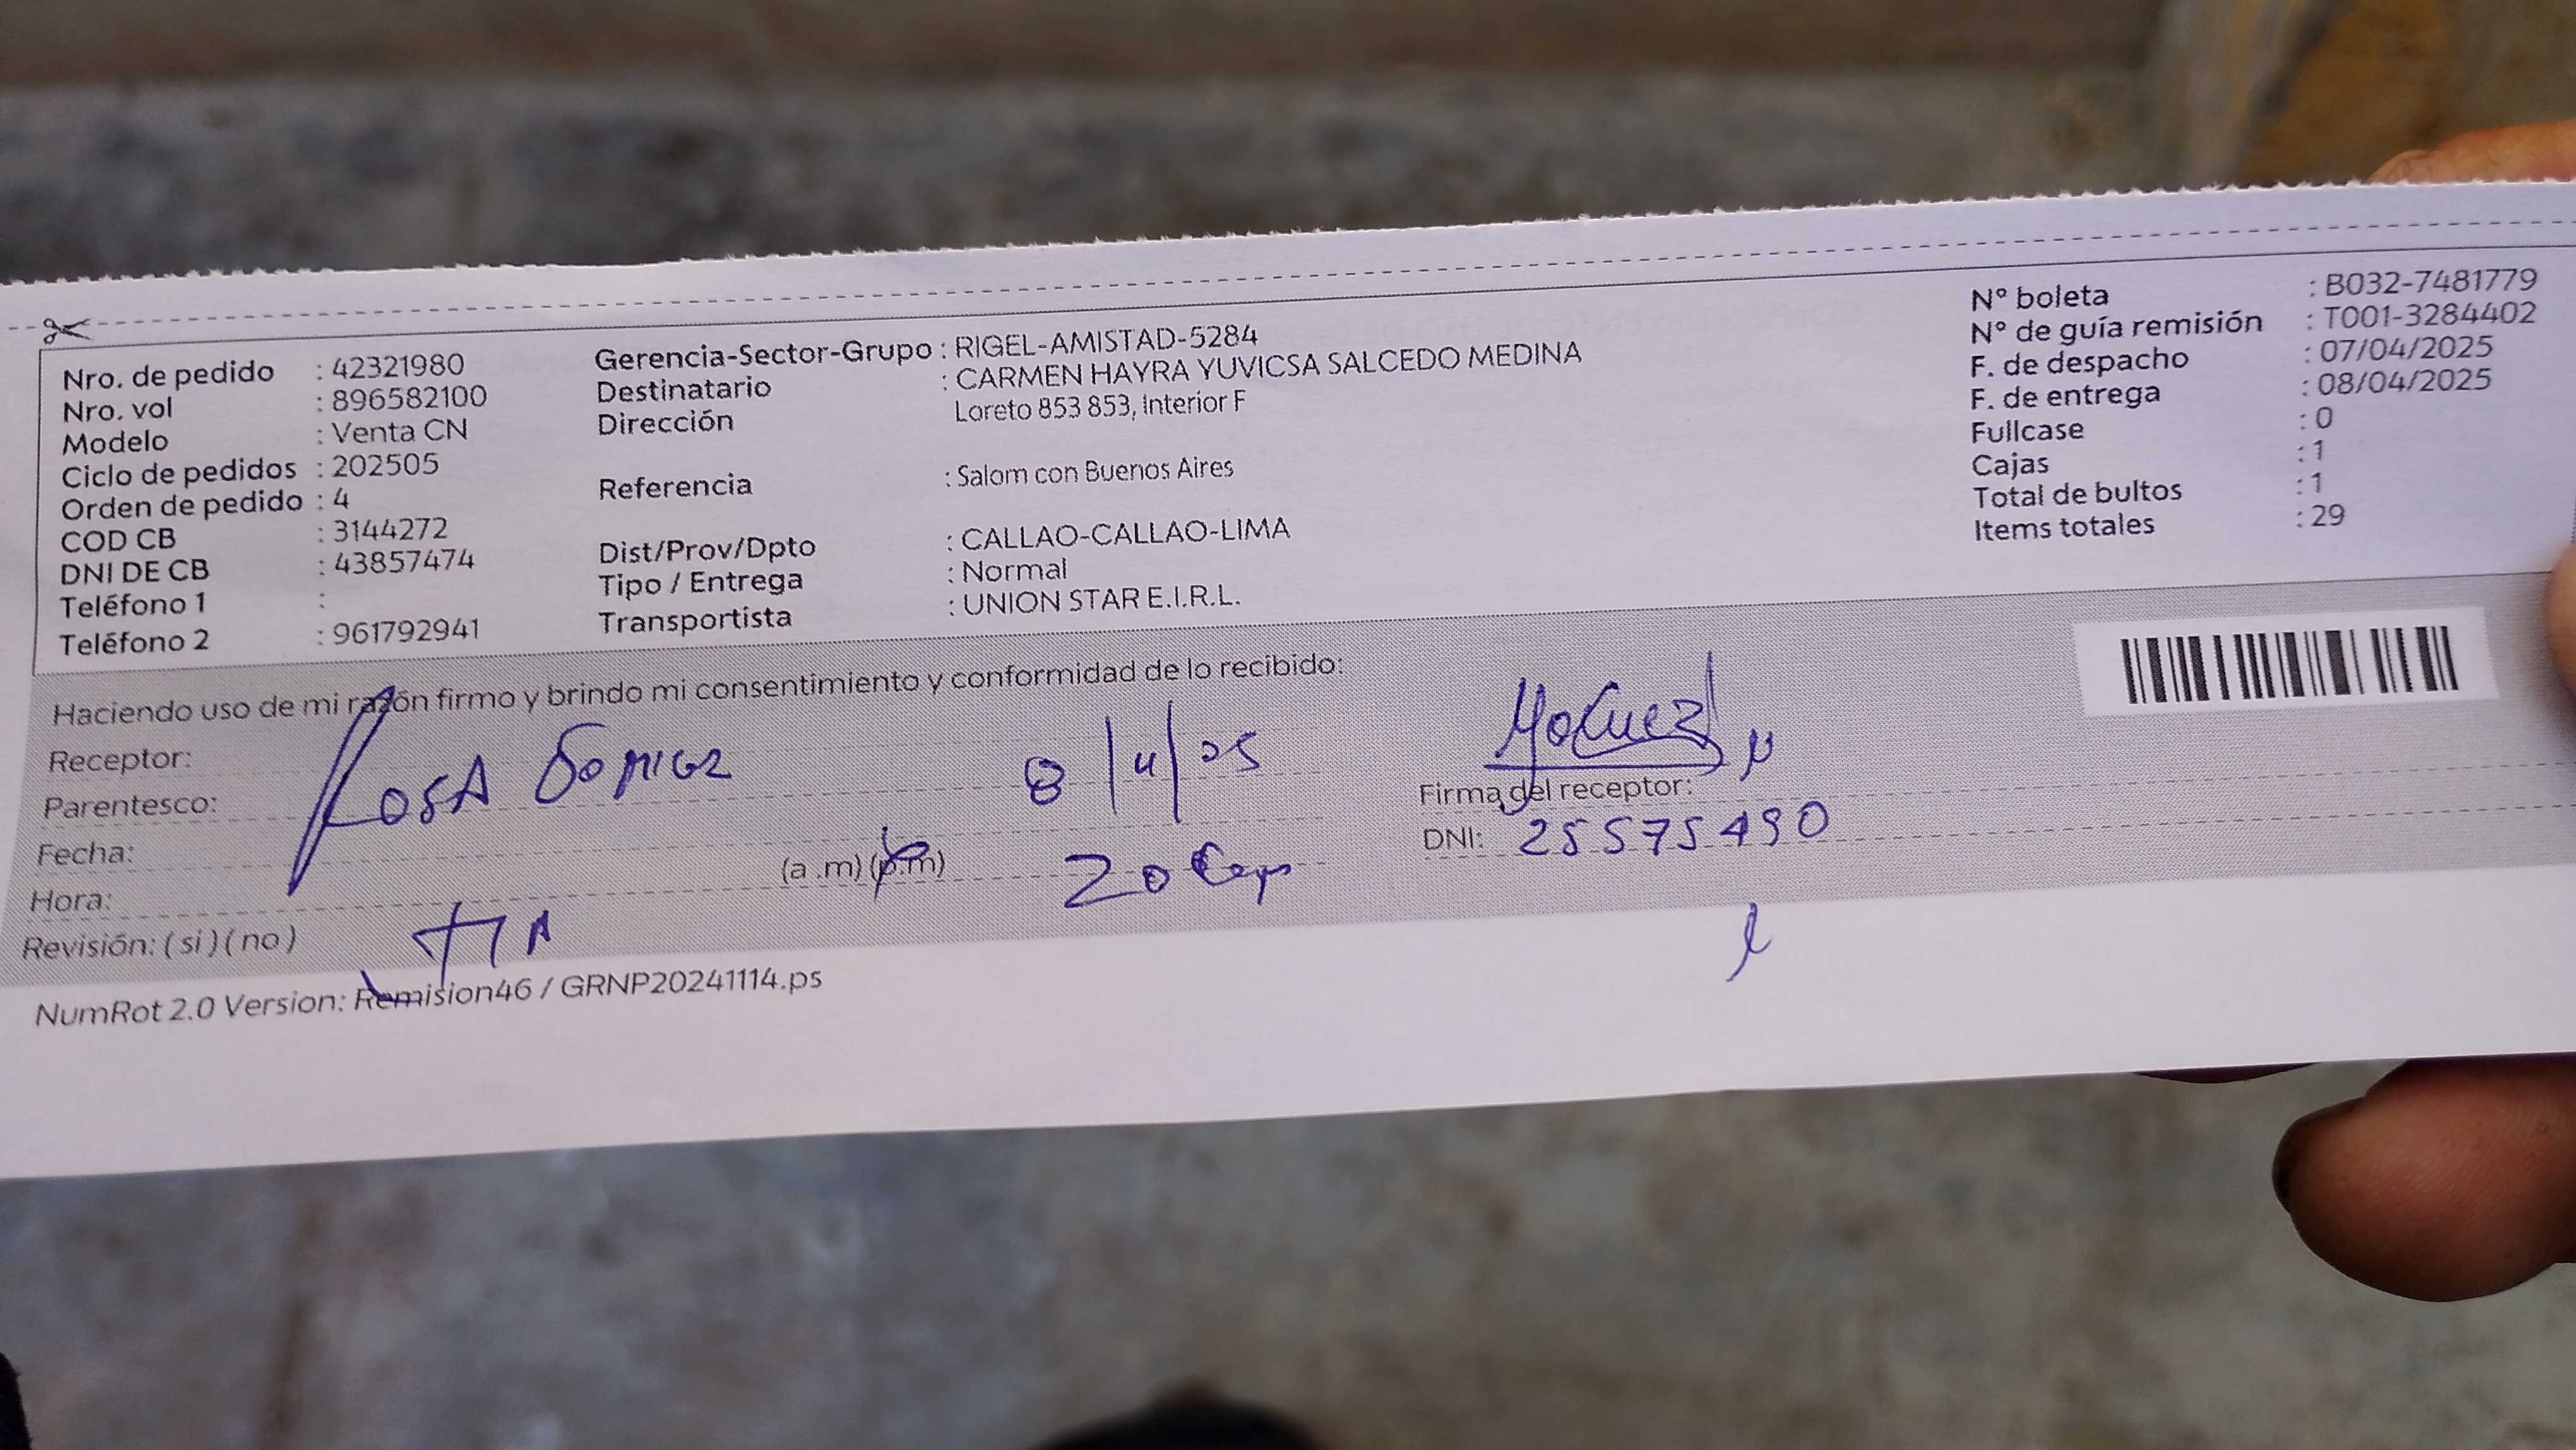 Nro. de pedido : 42321980
Nro. vol : 896582100
Modelo : Venta CN
Ciclo de pedidos : 202505
Orden de pedido : 4
COD CB : 3144272
DNI DE CB : 43857474
Teléfono 1 :
Teléfono 2 : 961792941
Gerencia-Sector-Grupo : RIGEL-AMISTAD-5284
Destinatario : CARMEN HAYRA YUVICSA SALCEDO MEDINA
Dirección Loreto 853 853, Interior F
Referencia : Salom con Buenos Aires
Dist/Prov/Dpto : CALLAO-CALLAO-LIMA
Tipo / Entrega : Normal
Transportista : UNION STAR E.I.R.L.
N° boleta : B032-7481779
N° de guía remisión : T001-3284402
F. de despacho : 07/04/2025
F. de entrega : 08/04/2025
Fullcase : 0
Cajas : 1
Total de bultos : 1
Items totales : 29
Haciendo uso de mi razón firmo y brindo mi consentimiento y conformidad de lo recibido:
Receptor:
Parentesco: ROSA
Fecha: 8/4/25
Hora: (a .m) (p.m)
Revisión: ( si ) ( no ) TIA
Firma del receptor:
DNI: 25575490
NumRot 2.0 Version: Remision46 / GRNP20241114.ps